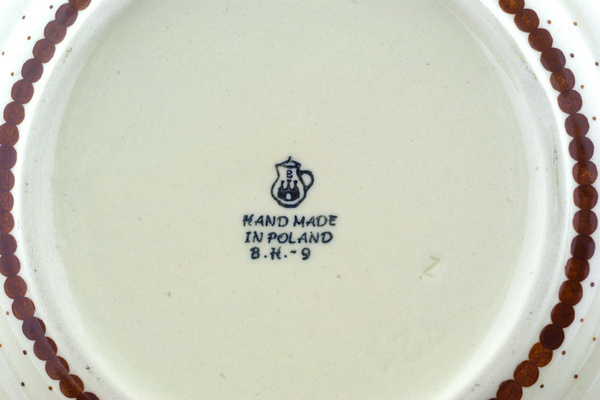 B
HAND MADE
IN POLAND
B.H.-9
Z